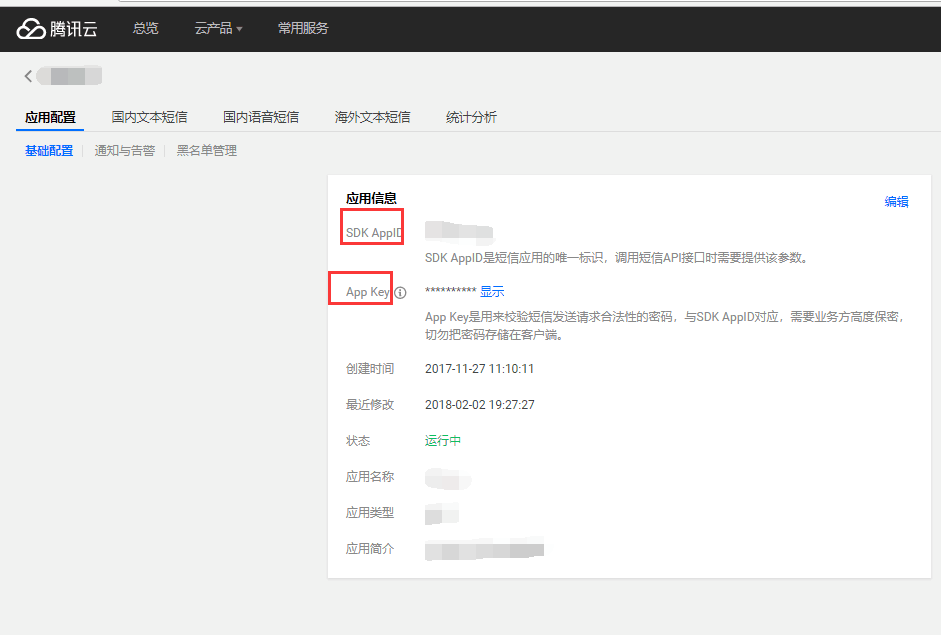 腾讯云 总览 云产品 常用服务
应用配置 国内文本短信 国内语音短信 海外文本短信 统计分析
基础配置 通知与告警 黑名单管理
应用信息 编辑
SDK AppID
SDK AppID是短信应用的唯一标识，调用短信API接口时需要提供该参数。
App Key ********** 显示
App Key是用来校验短信发送请求合法性的密码，与SDK AppID对应，需要业务方高度保密，
切勿把密码存储在客户端。
创建时间 2017-11-27 11:10:11
最近修改 2018-02-02 19:27:27
状态 运行中
应用名称
应用类型
应用简介